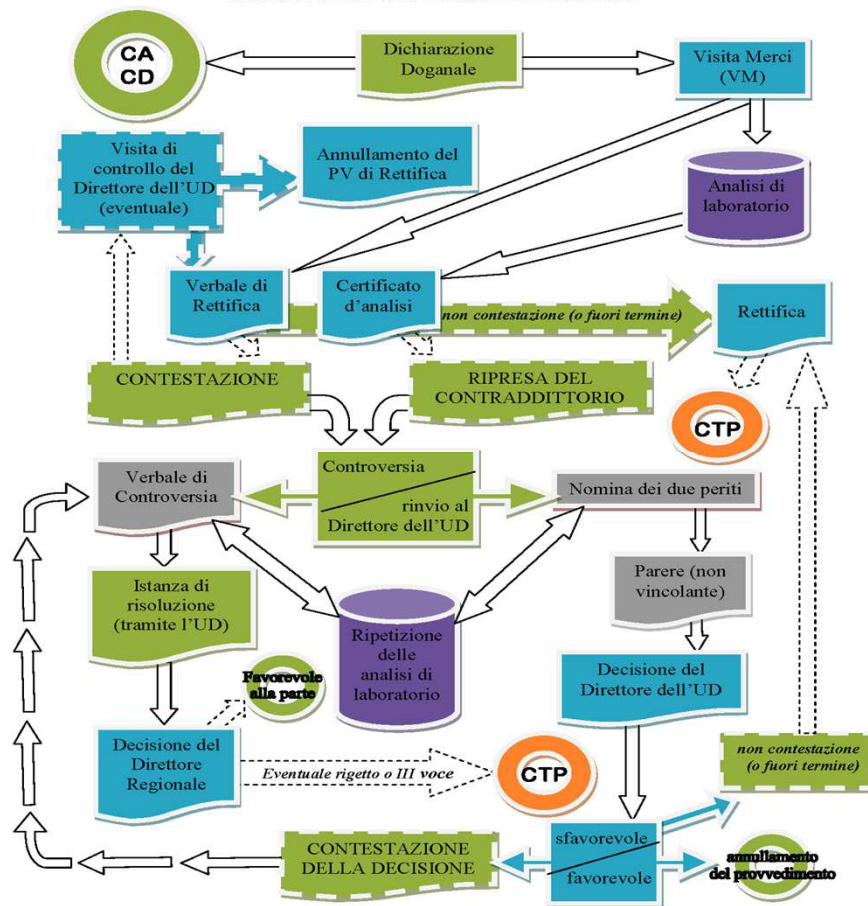 CA
CD
Dichiarazione
Doganale
Visita Merci
(VM)
Visita di
controllo del
Direttore dell'UD
(eventuale)
Annullamento del
PV di Rettifica
Analisi di
laboratorio
Verbale di
Rettifica
Certificato
d'analisi
non contestazione (o fuori termine)
Rettifica
CONTESTAZIONE
RIPRESA DEL
CONTRADDITTORIO
CTP
Verbale di
Controversia
Controversia
rinvio al
Direttore dell'UD
Nomina dei due periti
Istanza di
risoluzione
(tramite l'UD)
Ripetizione
delle
analisi di
laboratorio
Parere (non
vincolante)
Favorevole
alla parte
Decisione del
Direttore dell'UD
Decisione del
Direttore
Regionale
Eventuale rigetto o III voce
CTP
non contestazione
(o fuori termine)
CONTESTAZIONE
DELLA DECISIONE
sfavorevole
favorevole
annullamento
del provvedimento